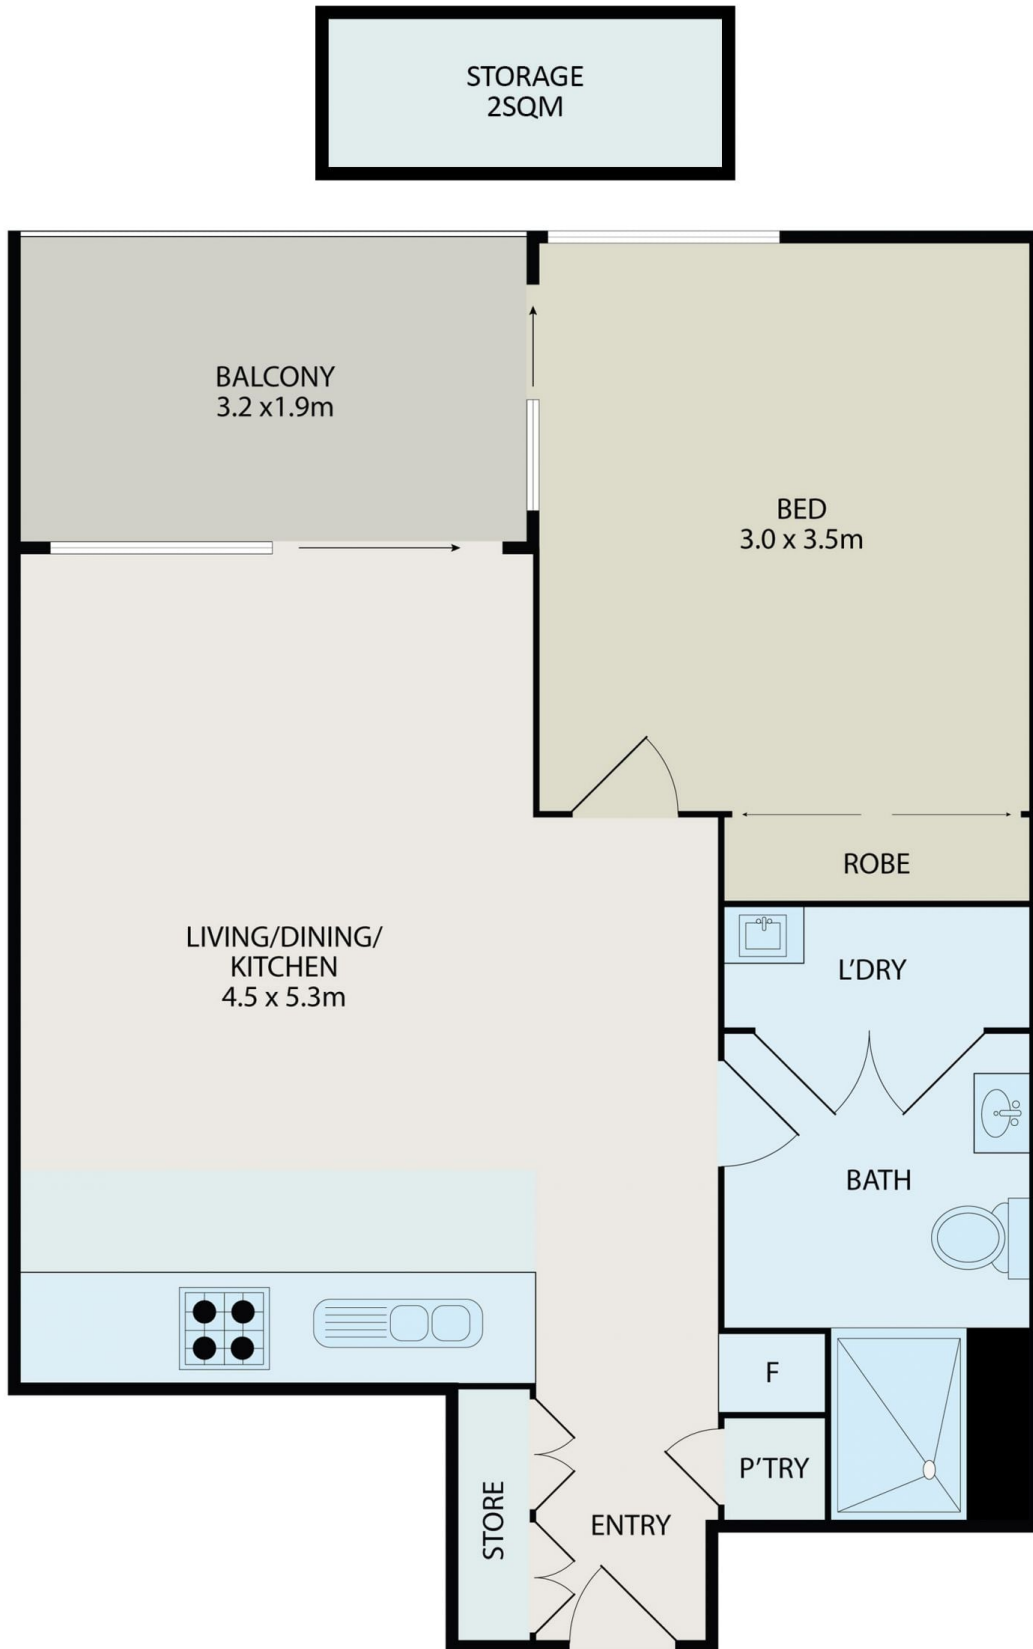 STORAGE
2SQM
BALCONY
3.2 x1.9m
BED
3.0 x 3.5m
ROBE
LIVING/DINING/
KITCHEN
4.5 x 5.3m
L'DRY
BATH
F
P'TRY
STORE
ENTRY